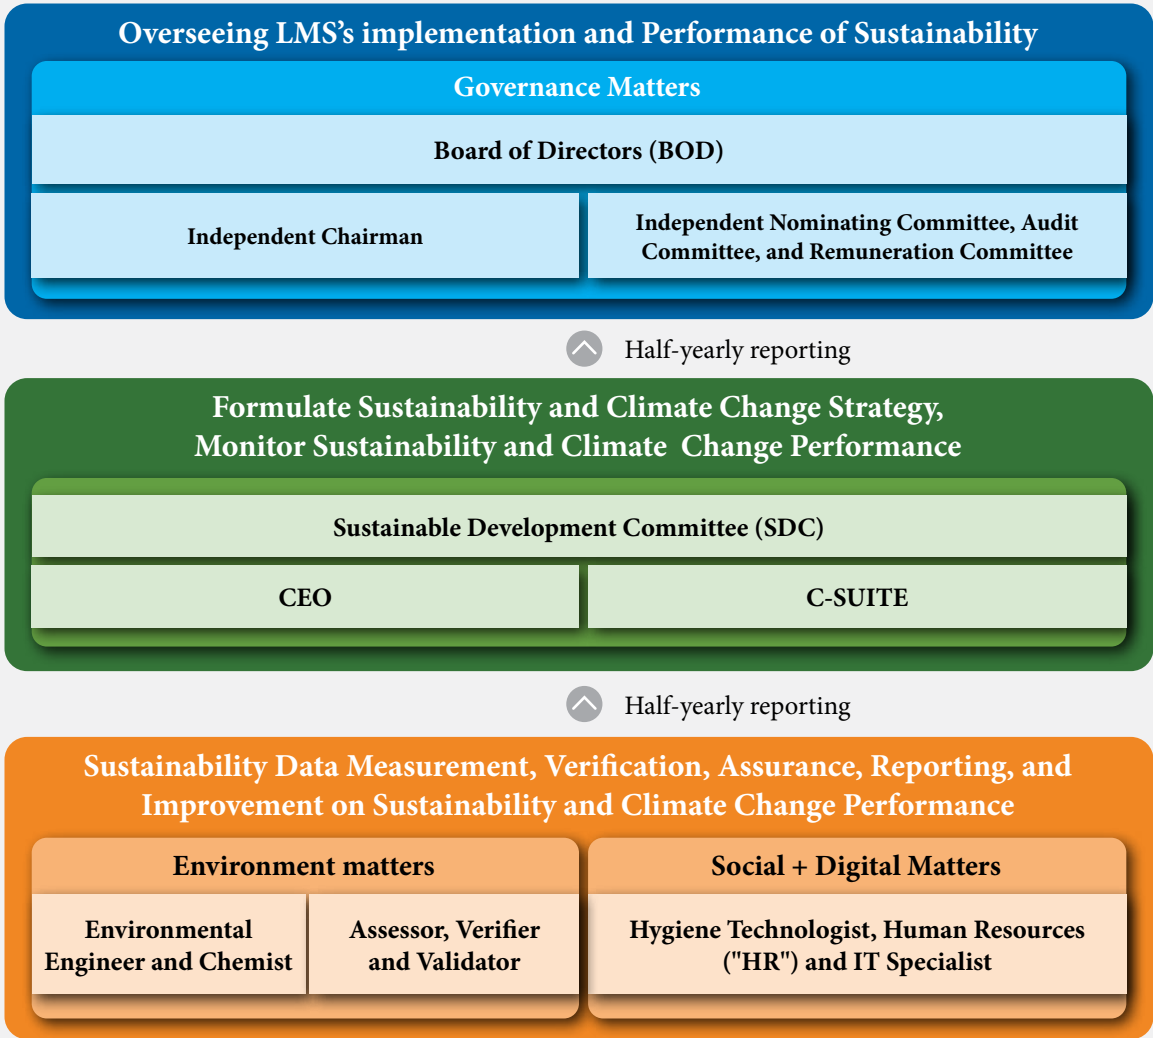 Overseeing LMS's implementation and Performance of Sustainability
Governance Matters
Board of Directors (BOD)
Independent Chairman
Independent Nominating Committee, Audit
Committee, and Remuneration Committee
Half-yearly reporting
Formulate Sustainability and Climate Change Strategy,
Monitor Sustainability and Climate Change Performance
Sustainable Development Committee (SDC)
CEO
C-SUITE
Half-yearly reporting
Sustainability Data Measurement, Verification, Assurance, Reporting, and
Improvement on Sustainability and Climate Change Performance
Environment matters
Environmental
Engineer and Chemist
Assessor, Verifier
and Validator
Social + Digital Matters
Hygiene Technologist, Human Resources
("HR") and IT Specialist